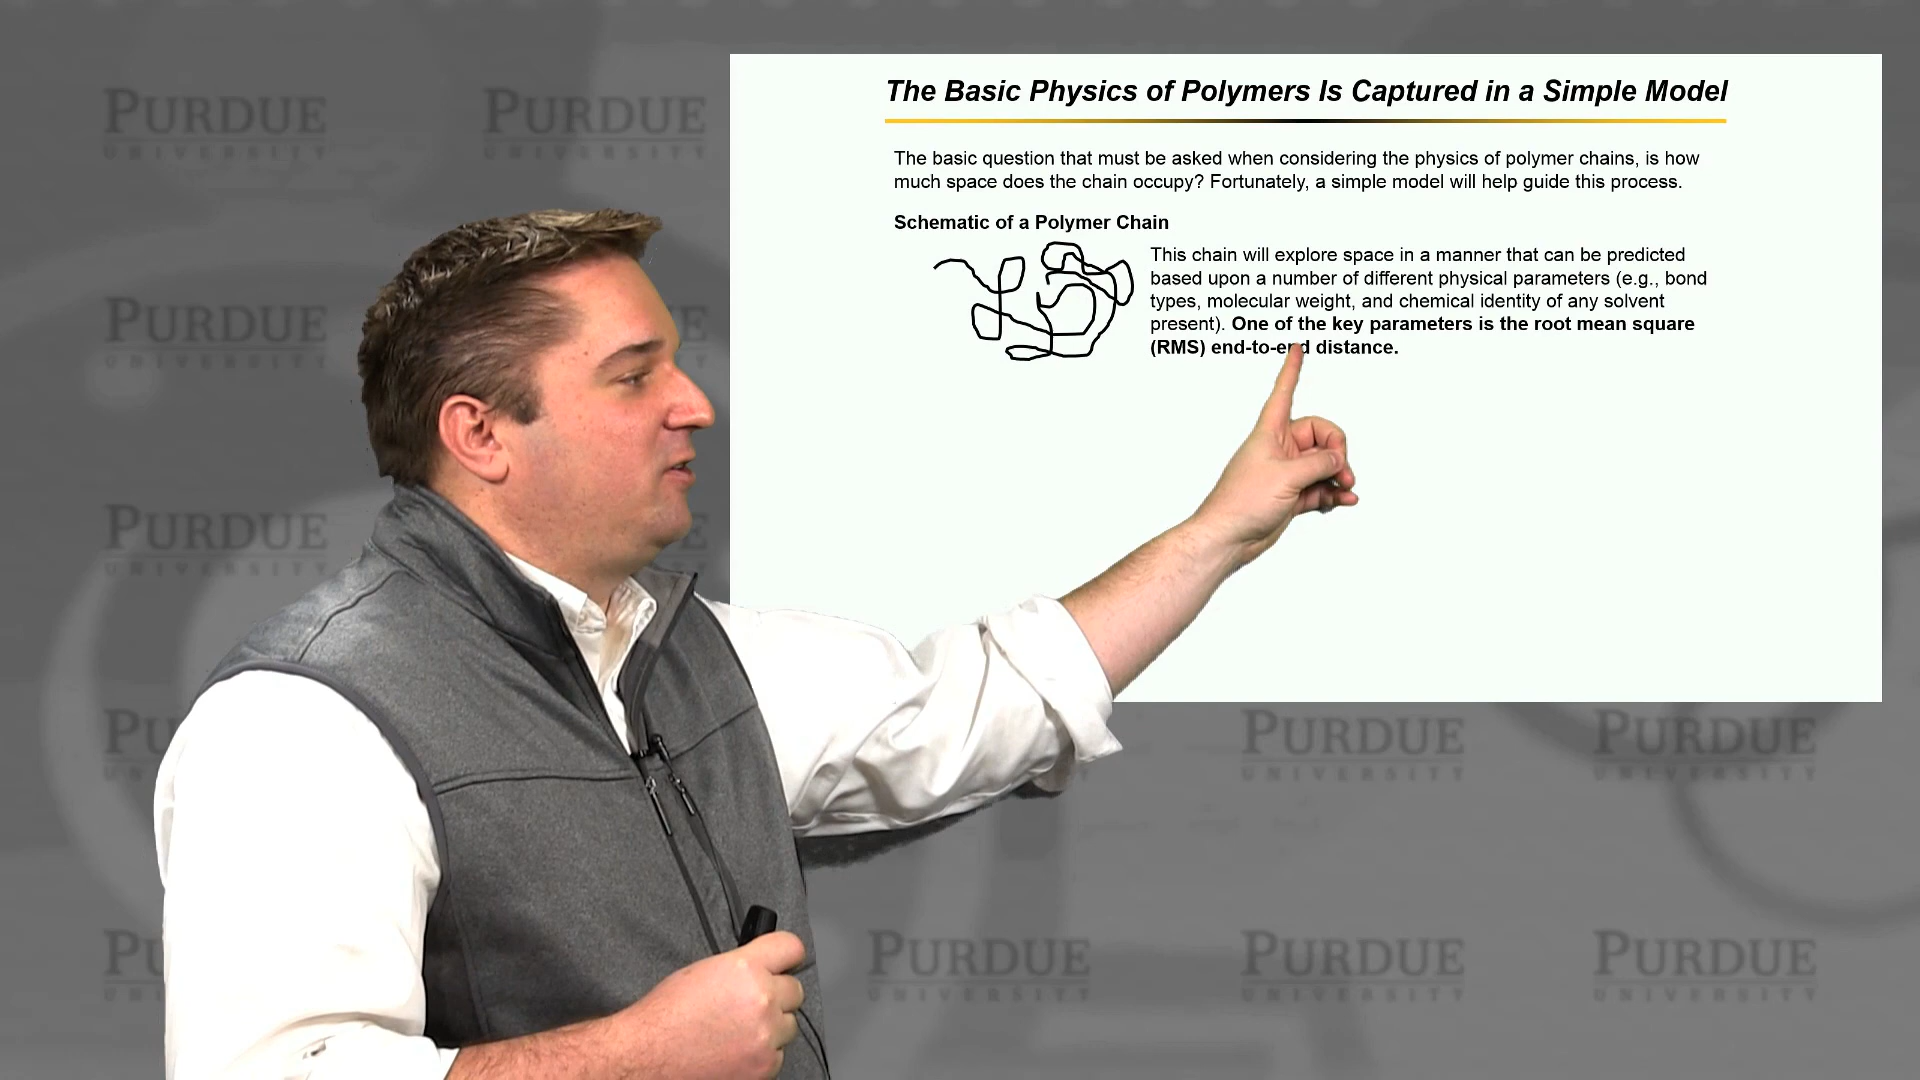 The Basic Physics of Polymers Is Captured in a Simple Model
The basic question that must be asked when considering the physics of polymer chains, is how
much space does the chain occupy? Fortunately, a simple model will help guide this process.
Schematic of a Polymer Chain
This chain will explore space in a manner that can be predicted
based upon a number of different physical parameters (e.g., bond
types, molecular weight, and chemical identity of any solvent
present). One of the key parameters is the root mean square
(RMS) end-to-end distance.
PURDUE PURDUE
UNIVERSITY UNIVERSITY
PURDUE
UNIVERSITY
PURDUE
UNIVERSITY
PURDUE PURDUE
UNIVERSITY UNIVERSITY
PURDUE PURDUE PURDUE
UNIVERSITY UNIVERSITY UNIVERSITY